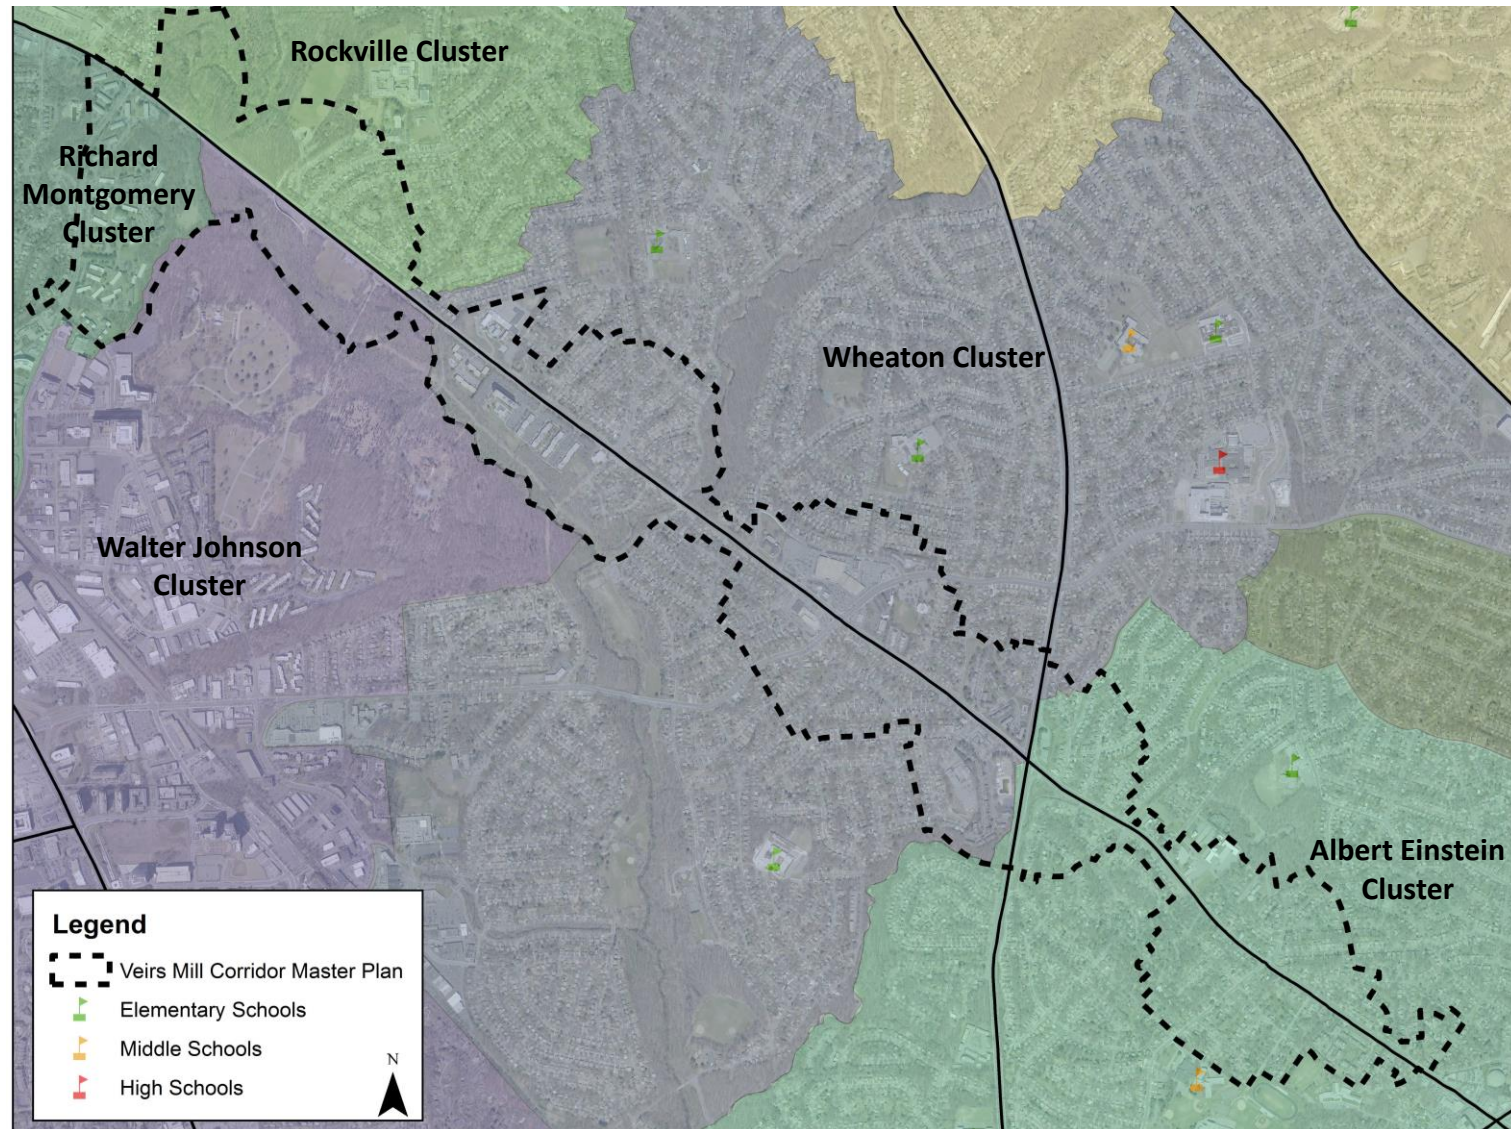 Rockville Cluster
Richard
Montgomery
Cluster
Wheaton Cluster
Walter Johnson
Cluster
Albert Einstein
Cluster
Legend
Veirs Mill Corridor Master Plan
Elementary Schools
Middle Schools
High Schools
N